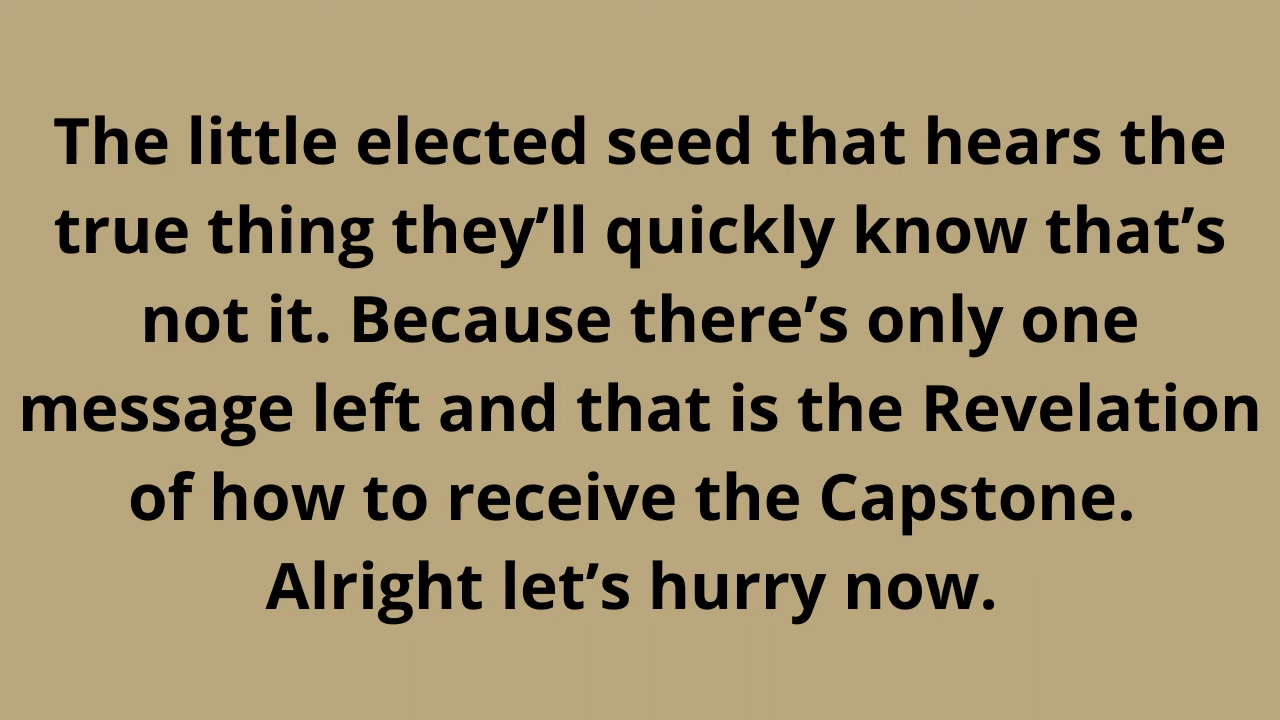 The little elected seed that hears the
true thing they’ll quickly know that’s
not it. Because there’s only one
message left and that is the Revelation
of how to receive the Capstone.
Alright let’s hurry now.